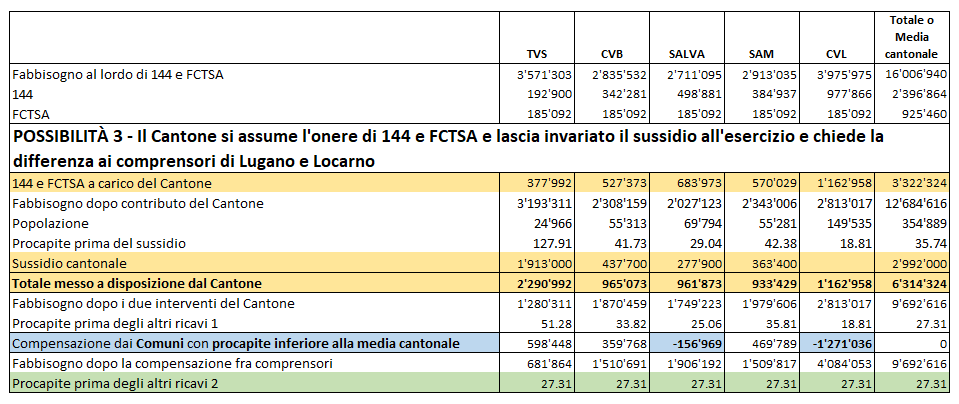 TVS CVB SALVA SAM CVL Totale o
Media
cantonale
Fabbisogno al lordo di 144 e FCTSA 3'571'303 2'835'532 2'711'095 2'913'035 3'975'975 16'006'940
144 192'900 342'281 498'881 384'937 977'866 2'396'864
FCTSA 185'092 185'092 185'092 185'092 185'092 925'460
POSSIBILITÀ 3 - Il Cantone si assume l'onere di 144 e FCTSA e lascia invariato il sussidio all'esercizio e chiede la
differenza ai comprensori di Lugano e Locarno
144 e FCTSA a carico del Cantone 377'992 527'373 683'973 570'029 1'162'958 3'322'324
Fabbisogno dopo contributo del Cantone 3'193'311 2'308'159 2'027'123 2'343'006 2'813'017 12'684'616
Popolazione 24'966 55'313 69'794 55'281 149'535 354'889
Procapite prima del sussidio 127.91 41.73 29.04 42.38 18.81 35.74
Sussidio cantonale 1'913'000 437'700 277'900 363'400 2'992'000
Totale messo a disposizione dal Cantone 2'290'992 965'073 961'873 933'429 1'162'958 6'314'324
Fabbisogno dopo i due interventi del Cantone 1'280'311 1'870'459 1'749'223 1'979'606 2'813'017 9'692'616
Procapite prima degli altri ricavi 1 51.28 33.82 25.06 35.81 18.81 27.31
Compensazione dai Comuni con procapite inferiore alla media cantonale 598'448 359'768 -156'969 469'789 -1'271'036 0
Fabbisogno dopo la compensazione fra comprensori 681'864 1'510'691 1'906'192 1'509'817 4'084'053 9'692'616
Procapite prima degli altri ricavi 2 27.31 27.31 27.31 27.31 27.31 27.31